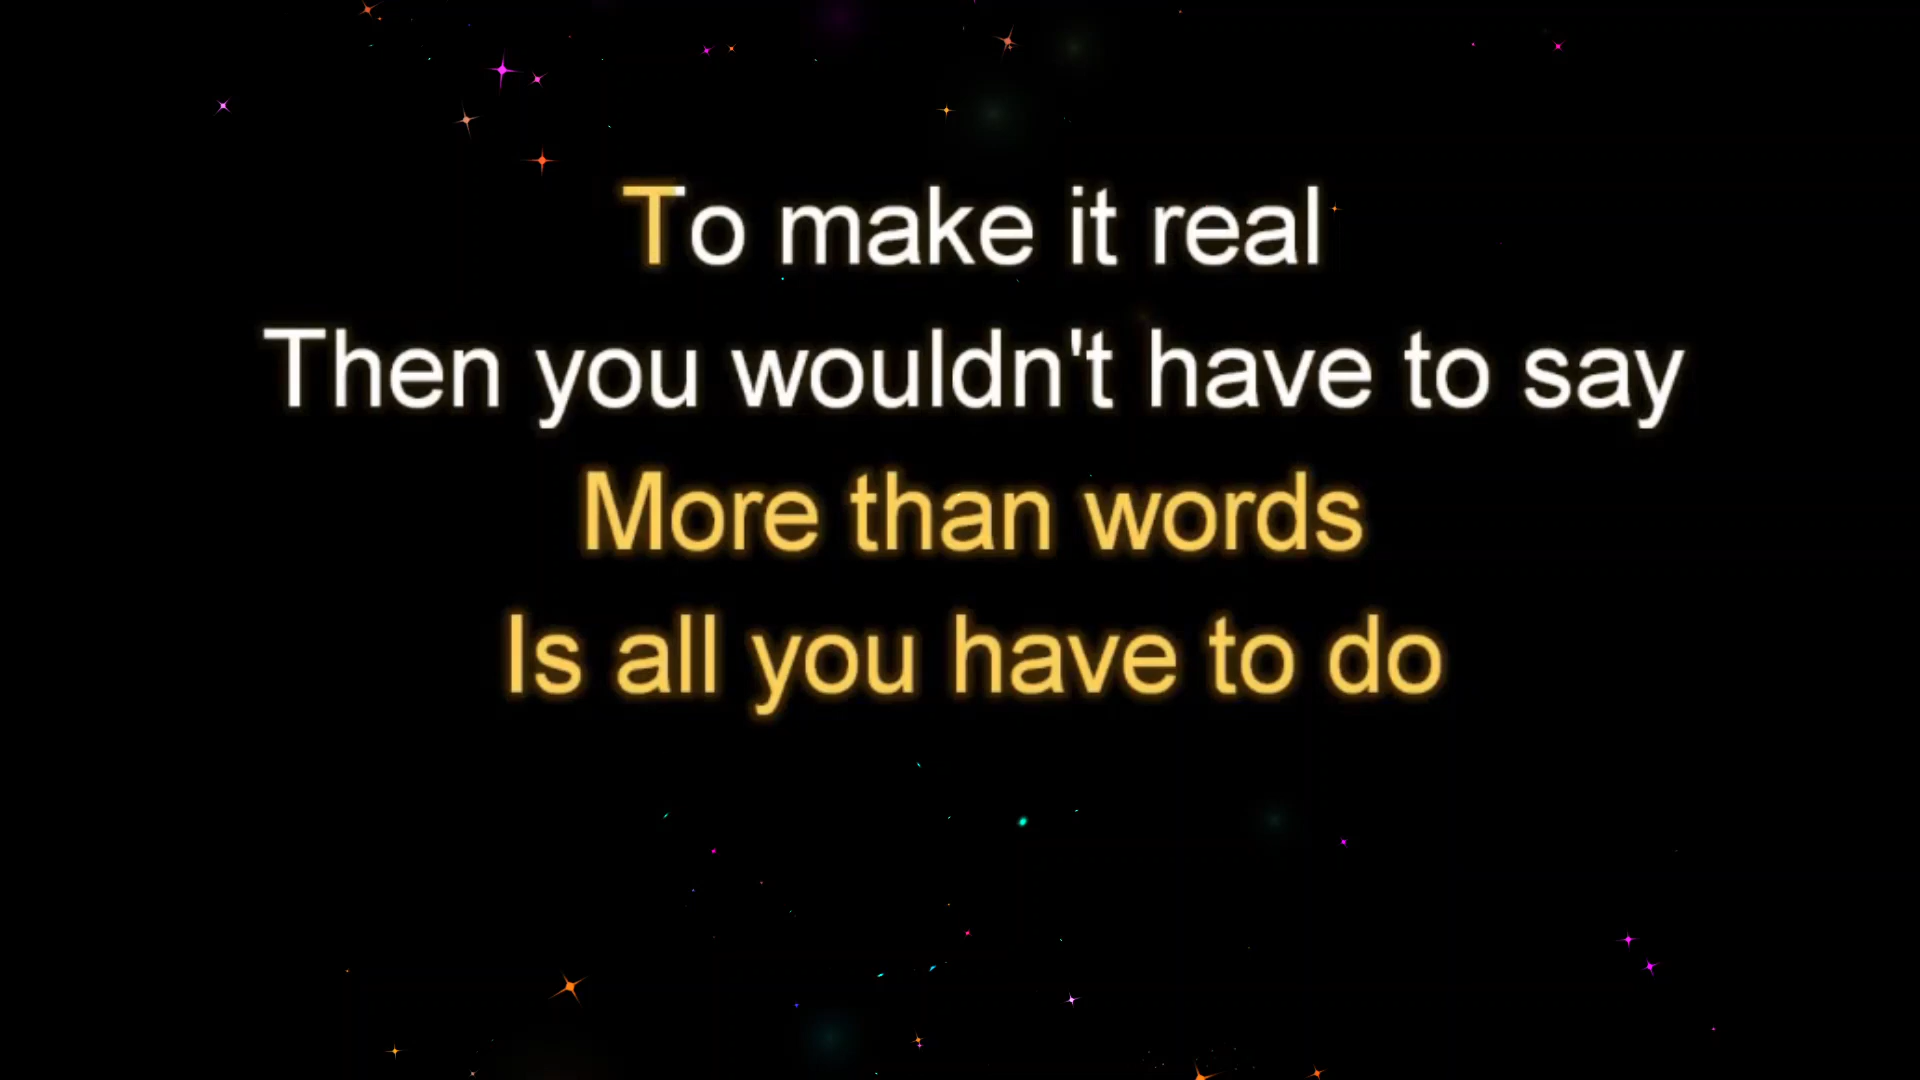 To make it real
Then you wouldn't have to say
More than words
Is all you have to do